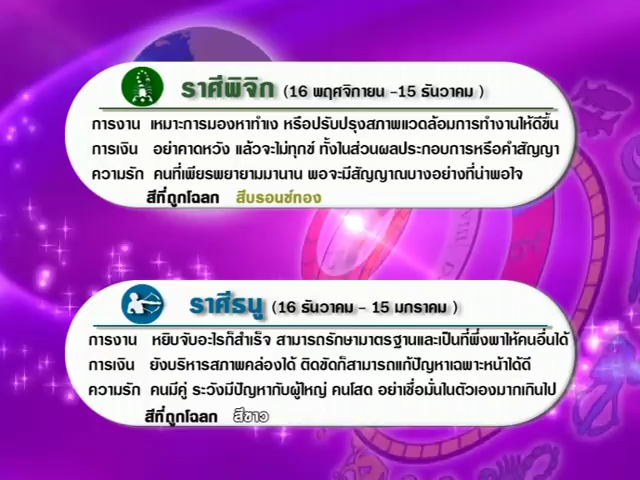 ราศีพิจิก (16 พฤศจิกายน -15 ธันวาคม )
การงาน เหมาะการมองหาทำเง หรือปรับปรุงสภาพแวดล้อมการทำงานให้ดีขึ้น
การเงิน อย่าคาดหวัง แล้วจะไม่ทุกข์ ทั้งในส่วนผลประกอบการหรือคำสัญญา
ความรัก คนที่เพียรพยายามมานาน พอจะมีสัญญาณบางอย่างที่น่าพอใจ
สีที่ถูกโฉลก สีบรอนซ์ทอง
ราศีธนู (16 ธันวาคม - 15 มกราคม )
การงาน หยิบจับอะไรก็สำเร็จ สามารถรักษามาตรฐานและเป็นที่พึ่งพาให้คนอื่นได้
การเงิน ยังบริหารสภาพคล่องได้ ติดขัดก็สามารถแก้ปัญหาเฉพาะหน้าได้ดี
ความรัก คนมีคู่ ระวังมีปัญหากับผู้ใหญ่ คนโสด อย่าเชื่อมั่นในตัวเองมากเกินไป
สีที่ถูกโฉลก สีขาว